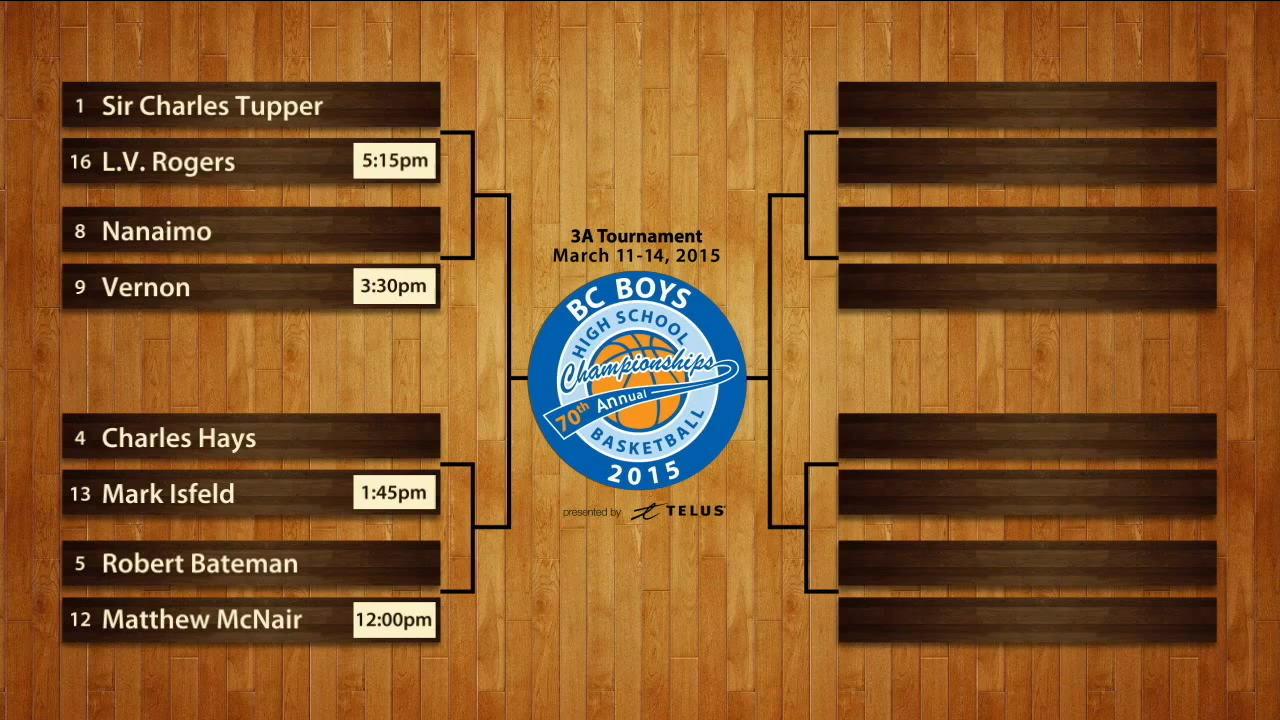 1 Sir Charles Tupper
16 L.V. Rogers 5:15pm
8 Nanaimo
9 Vernon 3:30pm
4 Charles Hays
13 Mark Isfeld 1:45pm
5 Robert Bateman
12 Matthew McNair 12:00pm
3A Tournament
March 11-14, 2015
BC BOYS
HIGH SCHOOL
Championships
70th Annual
BASKETBALL
2015
presented by TELUS